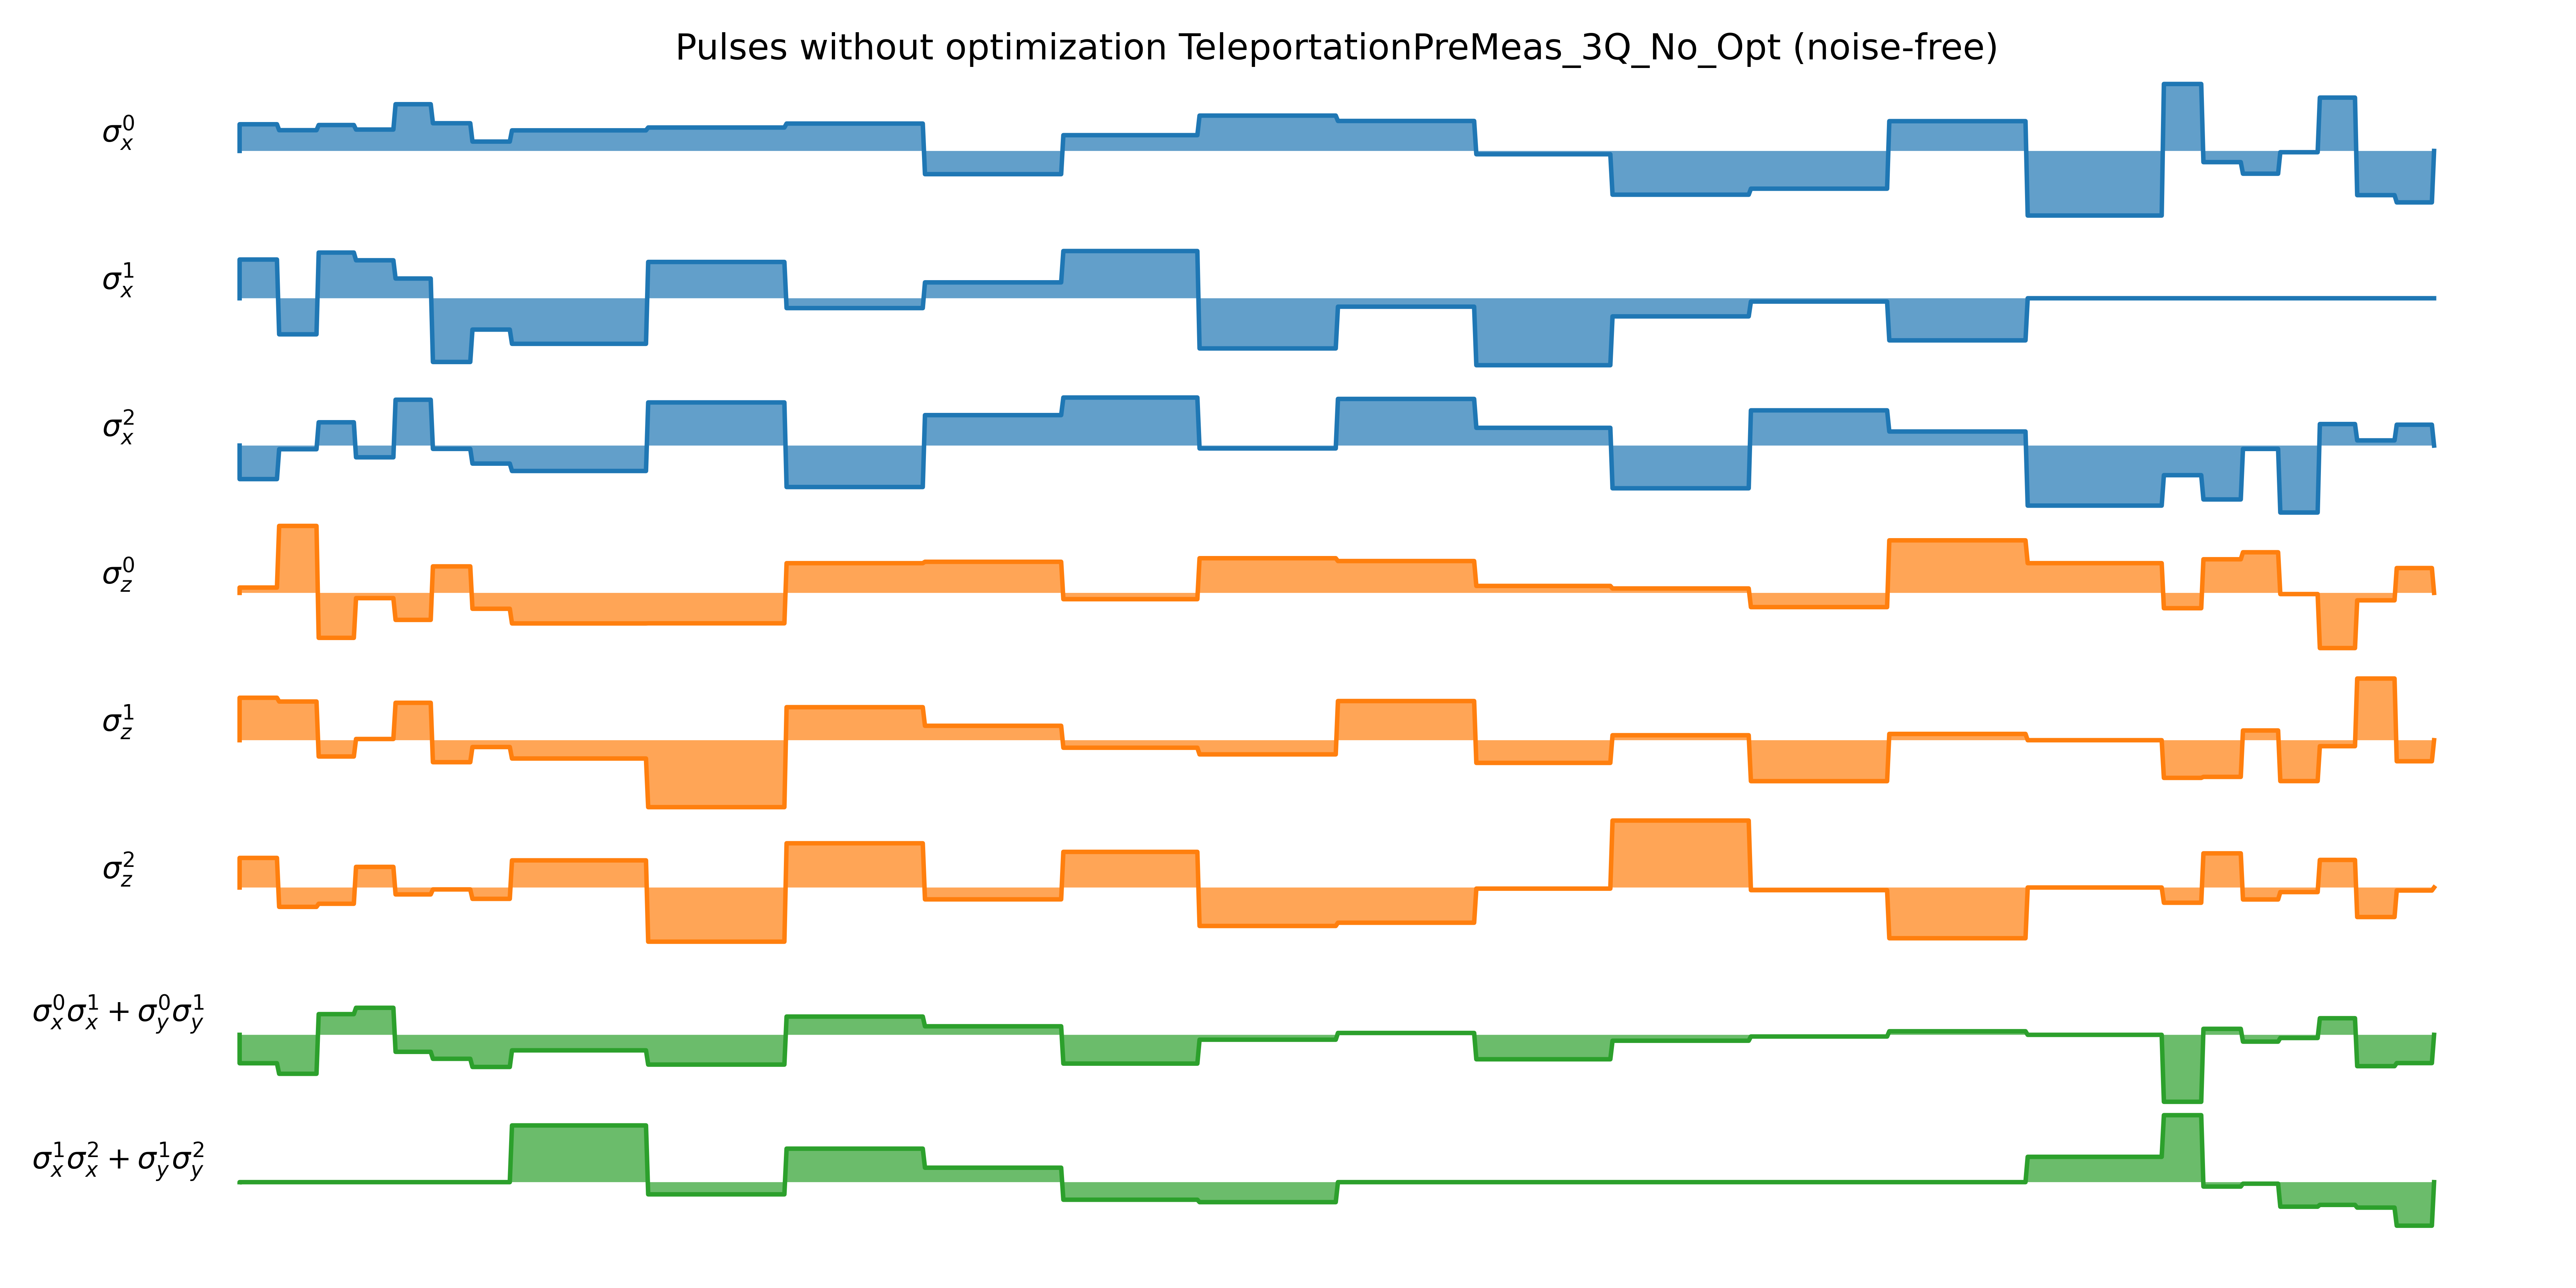 Pulses without optimization TeleportationPreMeas_3Q_No_Opt (noise-free)
σ_x^0
σ_x^1
σ_x^2
σ_z^0
σ_z^1
σ_z^2
σ_x^0σ_x^1 + σ_y^0σ_y^1
σ_x^1σ_x^2 + σ_y^1σ_y^2